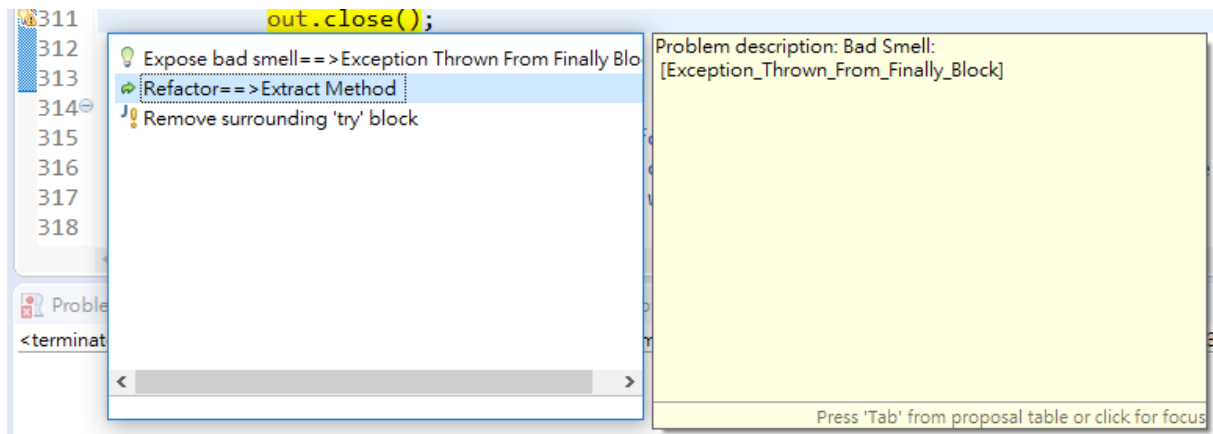 311 out.close();
312
313
314
315
316
317
318
Expose bad smell==>Exception Thrown From Finally Blo
Refactor==>Extract Method
Remove surrounding 'try' block
Problem description: Bad Smell:
[Exception_Thrown_From_Finally_Block]
Press 'Tab' from proposal table or click for focus
Proble
<terminat